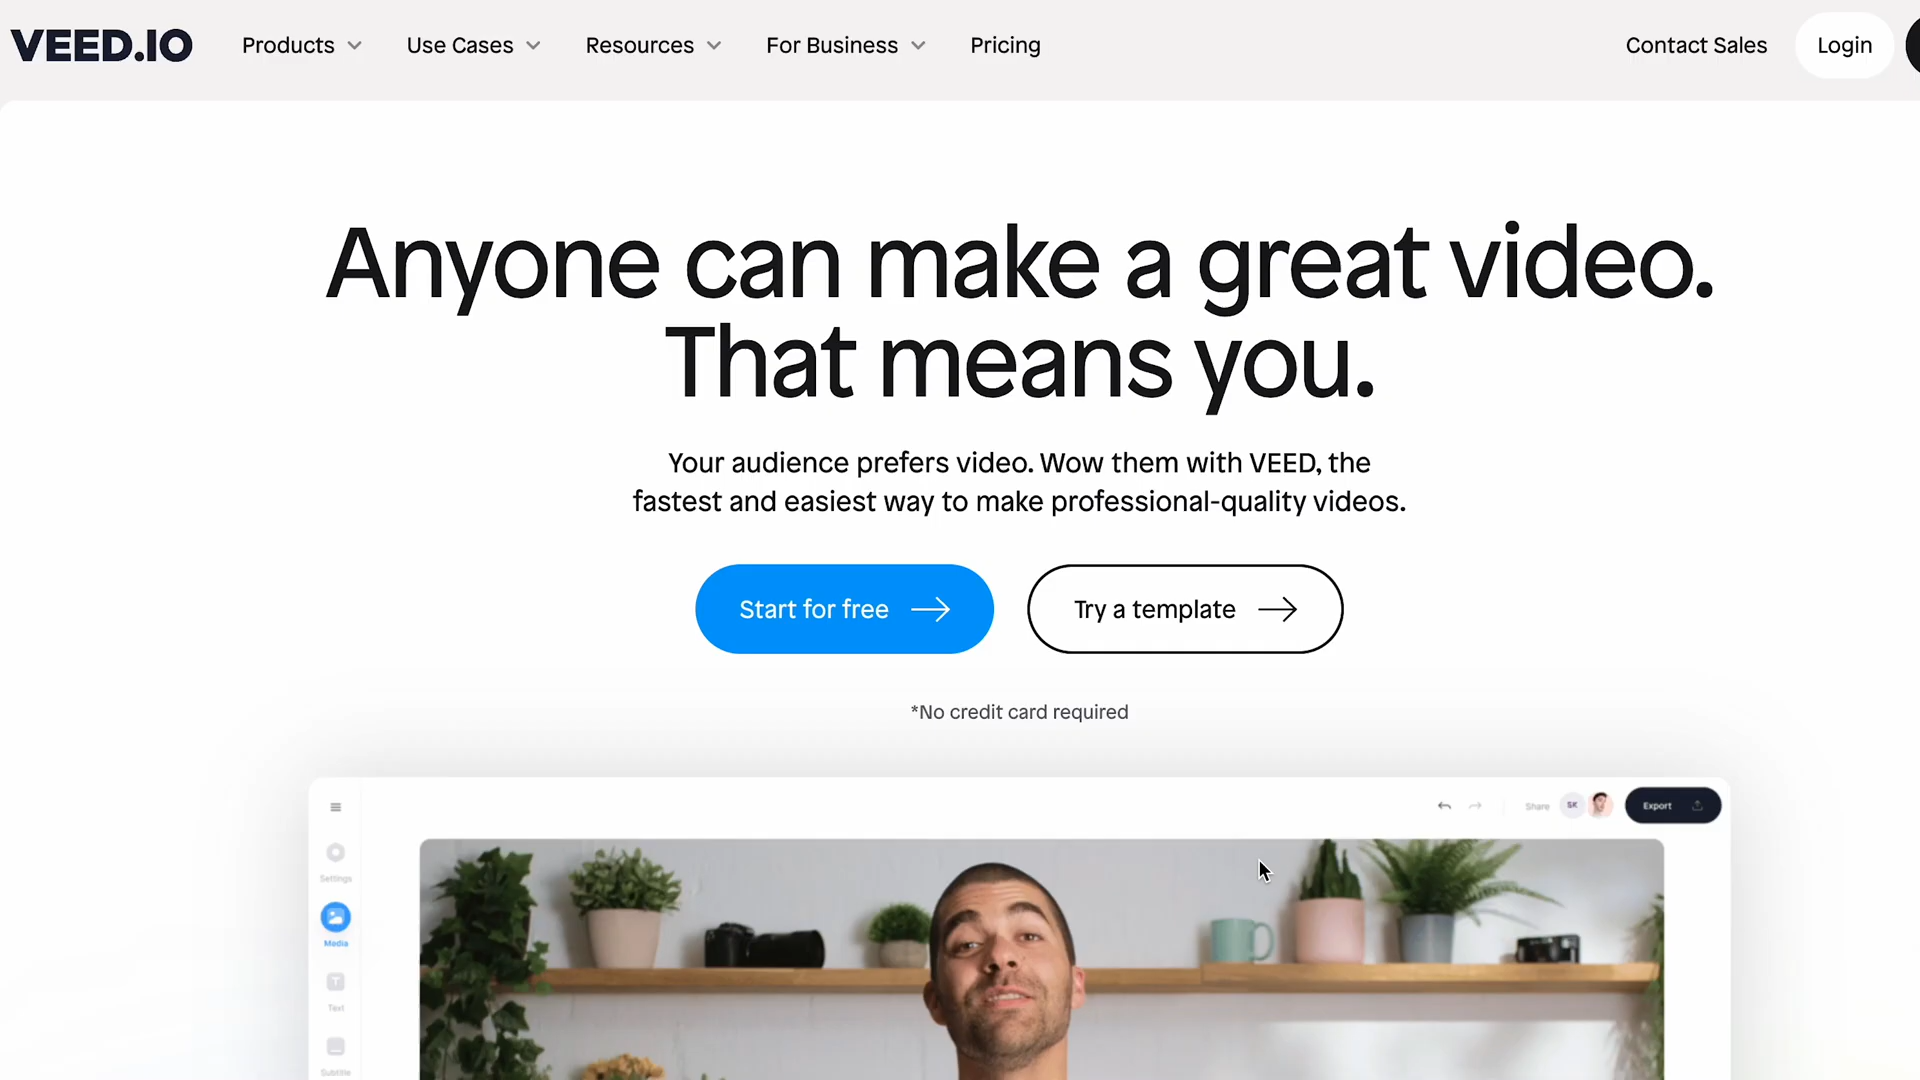 VEED.IO Products Use Cases Resources For Business Pricing Contact Sales Login
Anyone can make a great video.
That means you.
Your audience prefers video. Wow them with VEED, the
fastest and easiest way to make professional-quality videos.
Start for free Try a template
*No credit card required
Share SK Export
Settings
Media
Text
Subtitle